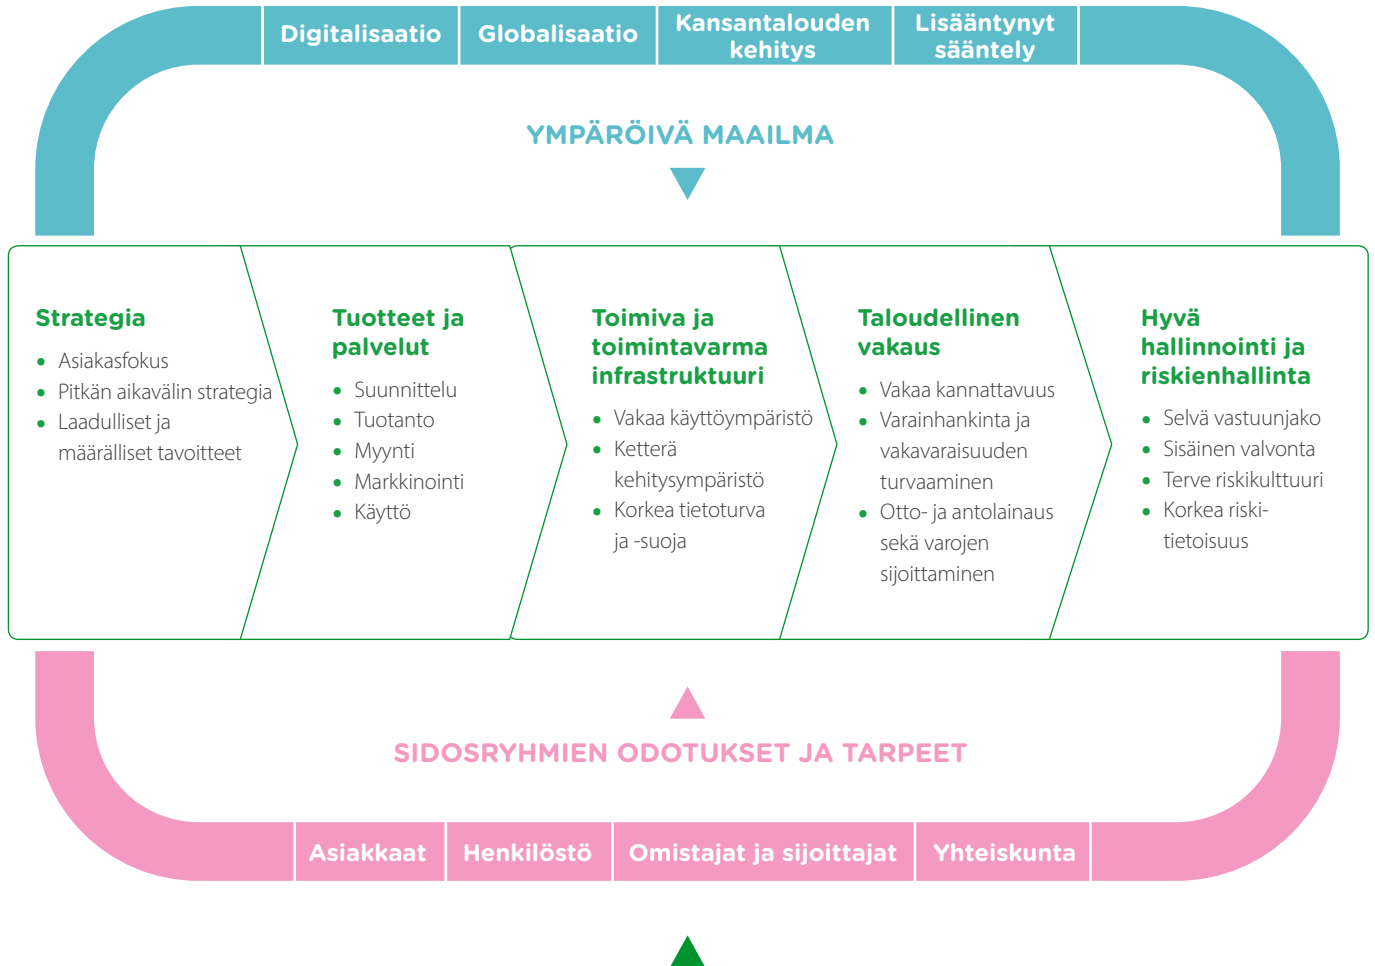 Digitalisaatio
Globalisaatio
Kansantalouden
kehitys
Lisääntynyt
sääntely
YMPÄRÖIVÄ MAAILMA
Strategia
• Asiakasfokus
• Pitkän aikavälin strategia
• Laadulliset ja
määrälliset tavoitteet
Tuotteet ja
palvelut
• Suunnittelu
• Tuotanto
• Myynti
• Markkinointi
• Käyttö
Toimiva ja
toimintavarma
infrastruktuuri
• Vakaa käyttöympäristö
• Ketterä
kehitysympäristö
• Korkea tietoturva
ja -suoja
Taloudellinen
vakaus
• Vakaa kannattavuus
• Varainhankinta ja
vakavaraisuuden
turvaaminen
• Otto- ja antolainaus
sekä varojen
sijoittaminen
Hyvä
hallinnointi ja
riskienhallinta
• Selvä vastuunjako
• Sisäinen valvonta
• Terve riskikulttuuri
• Korkea riski-
tietoisuus
SIDOSRYHMIEN ODOTUKSET JA TARPEET
Asiakkaat
Henkilöstö
Omistajat ja sijoittajat
Yhteiskunta